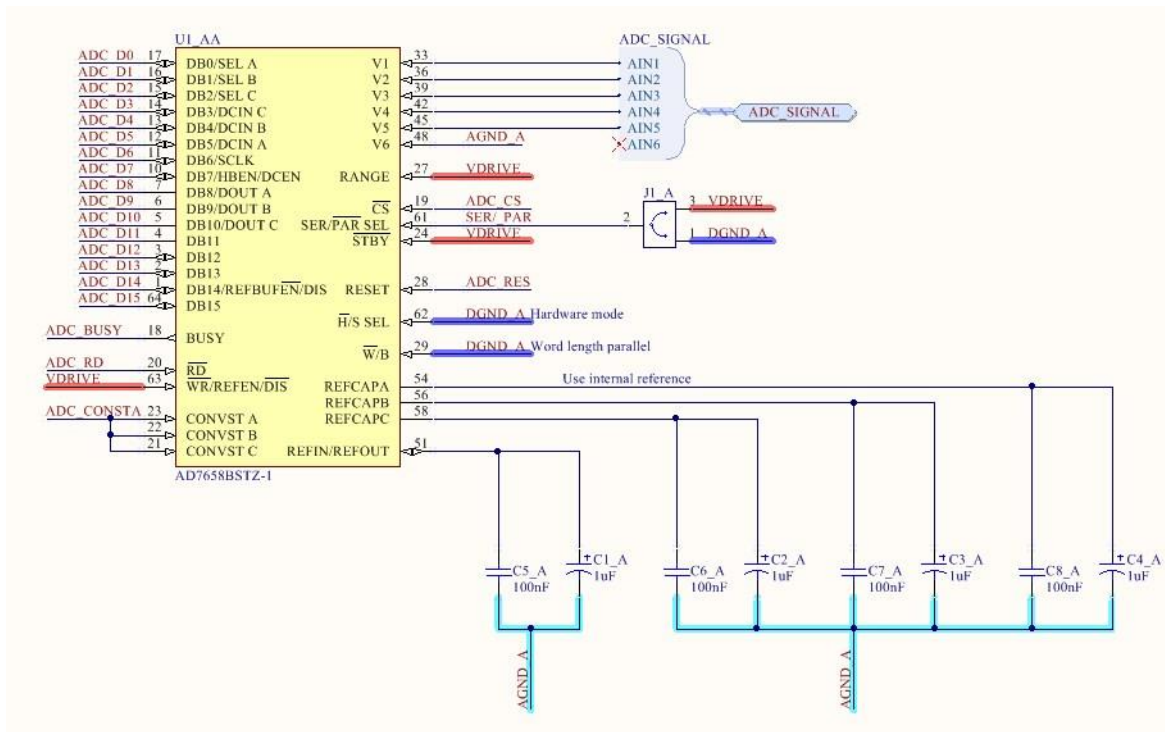 U1_AA
ADC_D0 17 DB0/SEL A
ADC_D1 16 DB1/SEL B
ADC_D2 15 DB2/SEL C
ADC_D3 14 DB3/DCIN C
ADC_D4 13 DB4/DCIN B
ADC_D5 12 DB5/DCIN A
ADC_D6 11 DB6/SCLK
ADC_D7 10 DB7/HBEN/DCEN
ADC_D8 7 DB8/DOUT A
ADC_D9 6 DB9/DOUT B
ADC_D10 5 DB10/DOUT C
ADC_D11 4 DB11
ADC_D12 3 DB12
ADC_D13 2 DB13
ADC_D14 1 DB14/REFBUFEN/DIS
ADC_D15 64 DB15
ADC_BUSY 18 BUSY
ADC_RD 20 RD
VDRIVE 63 WR/REFEN/DIS
ADC_CONSTA 23 CONVST A
22 CONVST B
21 CONVST C
V1 33
V2 36
V3 39
V4 42
V5 45
V6 48 AGND_A
RANGE 27 VDRIVE
CS 19 ADC_CS
SER/PAR SEL 61 SER/_PAR
STBY 24 VDRIVE
RESET 28 ADC_RES
H/S SEL 62 DGND_A Hardware mode
W/B 29 DGND_A Word length parallel
REFCAPA 54 Use internal reference
REFCAPB 56
REFCAPC 58
REFIN/REFOUT 51
AD7658BSTZ-1
ADC_SIGNAL
AIN1
AIN2
AIN3
AIN4
AIN5
AIN6
ADC_SIGNAL
J1_A
2
3 VDRIVE
1 DGND_A
C5_A
100nF
+ C1_A
1uF
C6_A
100nF
+ C2_A
1uF
C7_A
100nF
+ C3_A
1uF
C8_A
100nF
+ C4_A
1uF
AGND_A
AGND_A